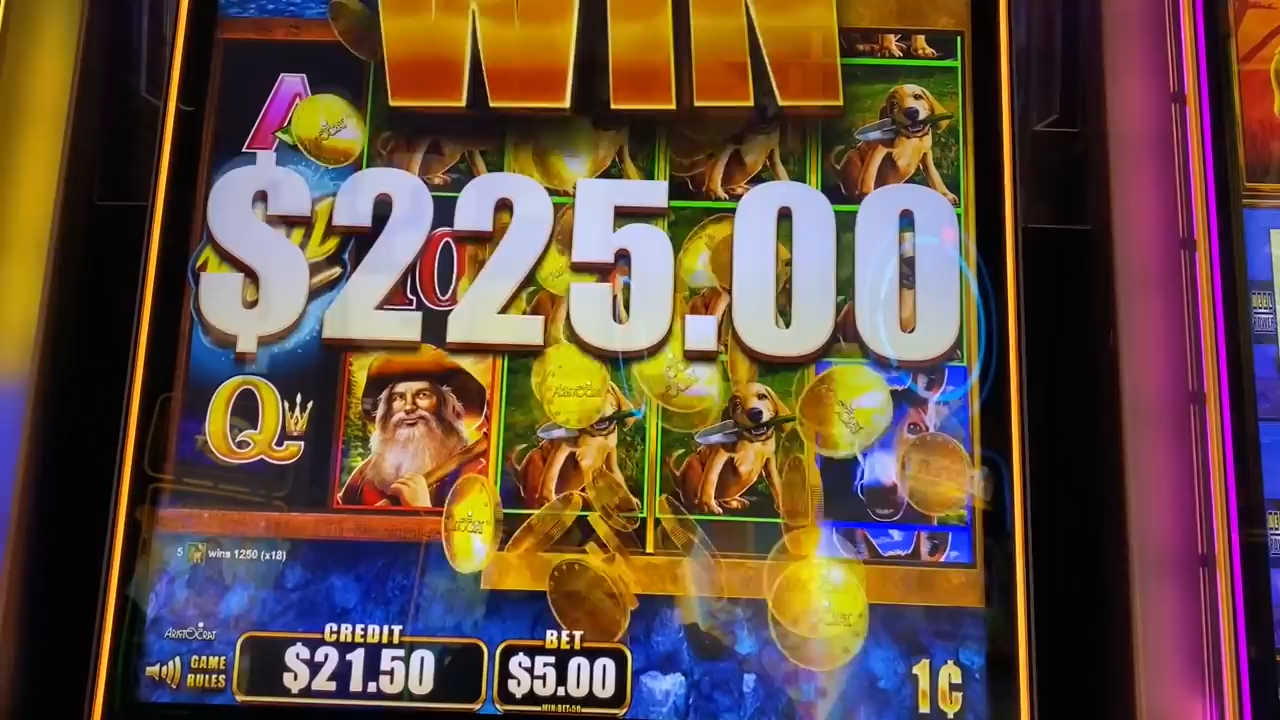 WIN
A
$225.00
10
Q
5 wins 1250 (x18)
ARISTOCRAT
CREDIT
BET
GAME
RULES
$21.50
$5.00
MIN BET 50
1¢